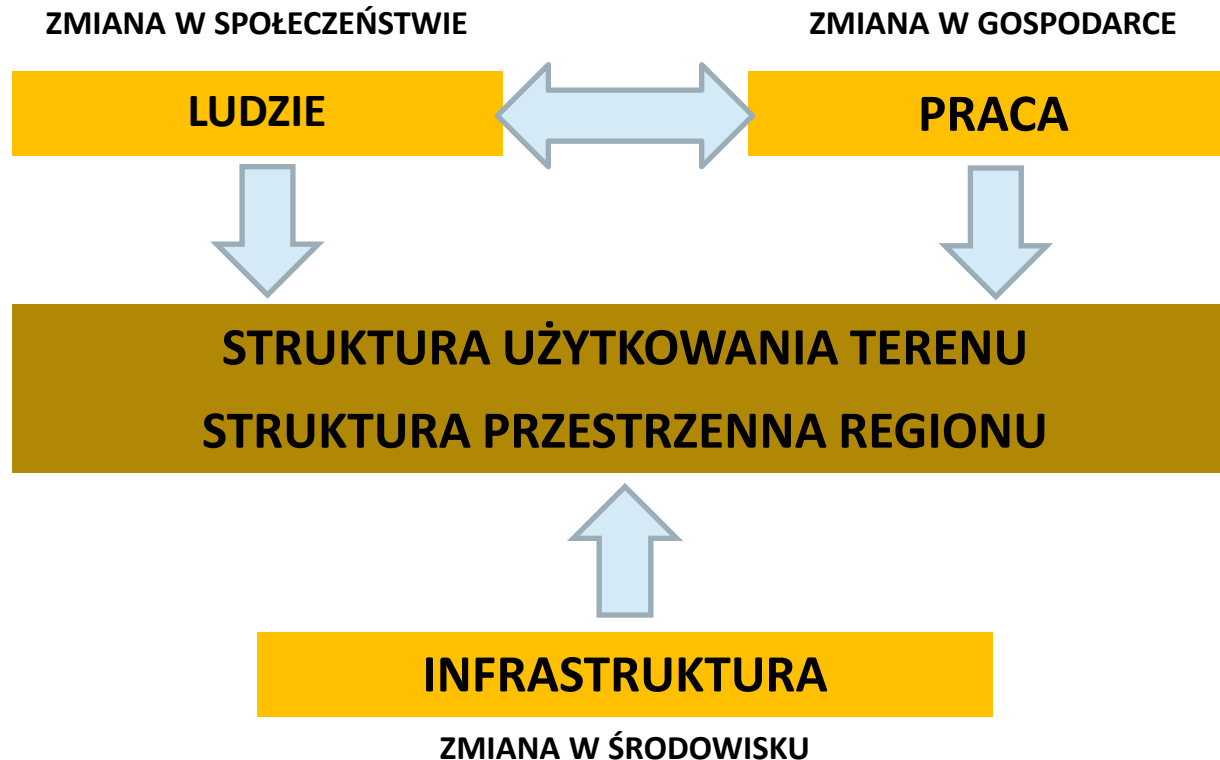 ZMIANA W SPOŁECZEŃSTWIE
ZMIANA W GOSPODARCE
LUDZIE
PRACA
STRUKTURA UŻYTKOWANIA TERENU
STRUKTURA PRZESTRZENNA REGIONU
INFRASTRUKTURA
ZMIANA W ŚRODOWISKU